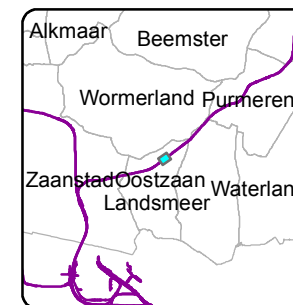 Alkmaar
Beemster
Wormerland
Purmeren
Zaanstad
Oostzaan
Waterlan
Landsmeer